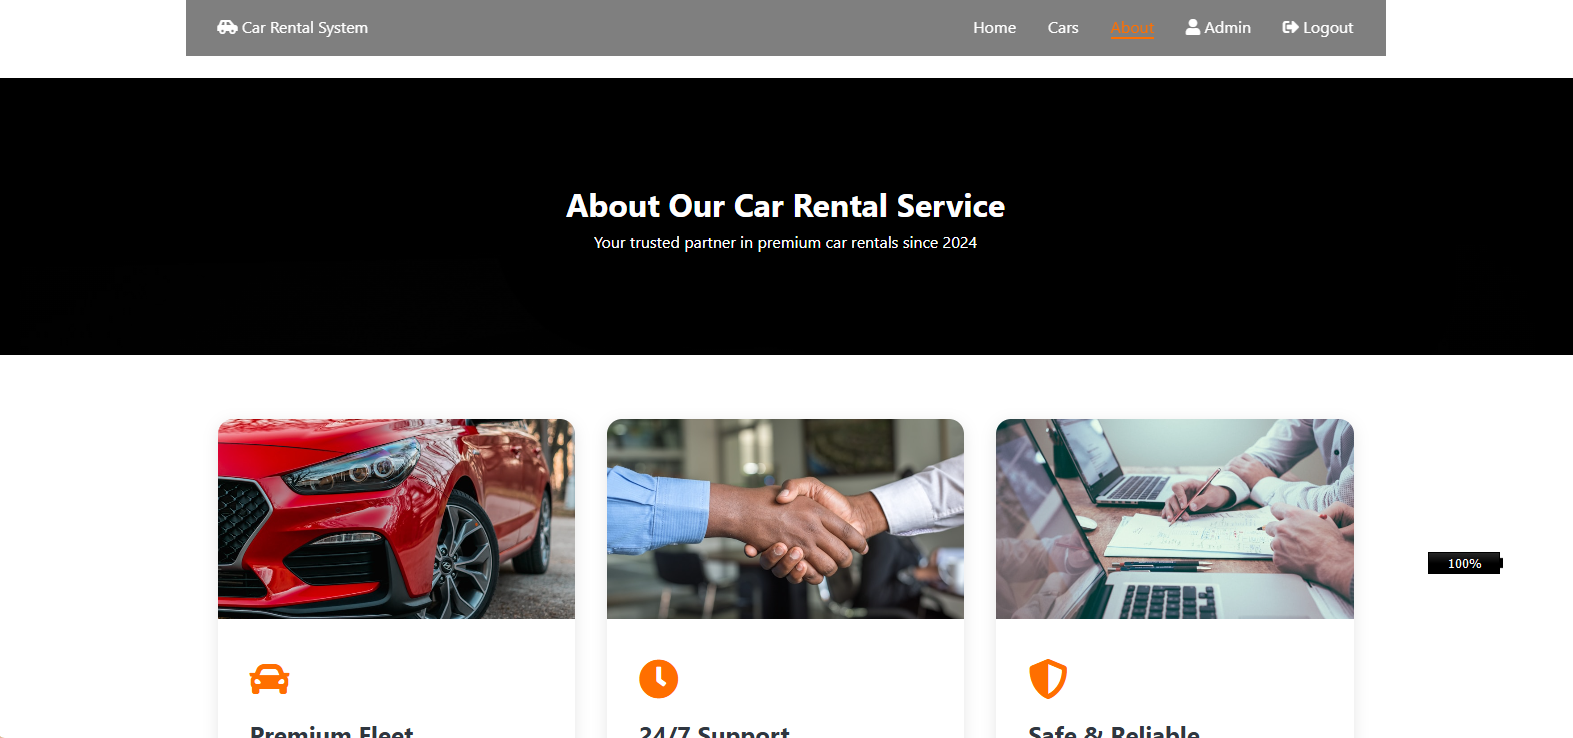 Car Rental System
Home
Cars
About
Admin
Logout
About Our Car Rental Service
Your trusted partner in premium car rentals since 2024
100%
Premium Fleet
24/7 Support
Safe & Reliable